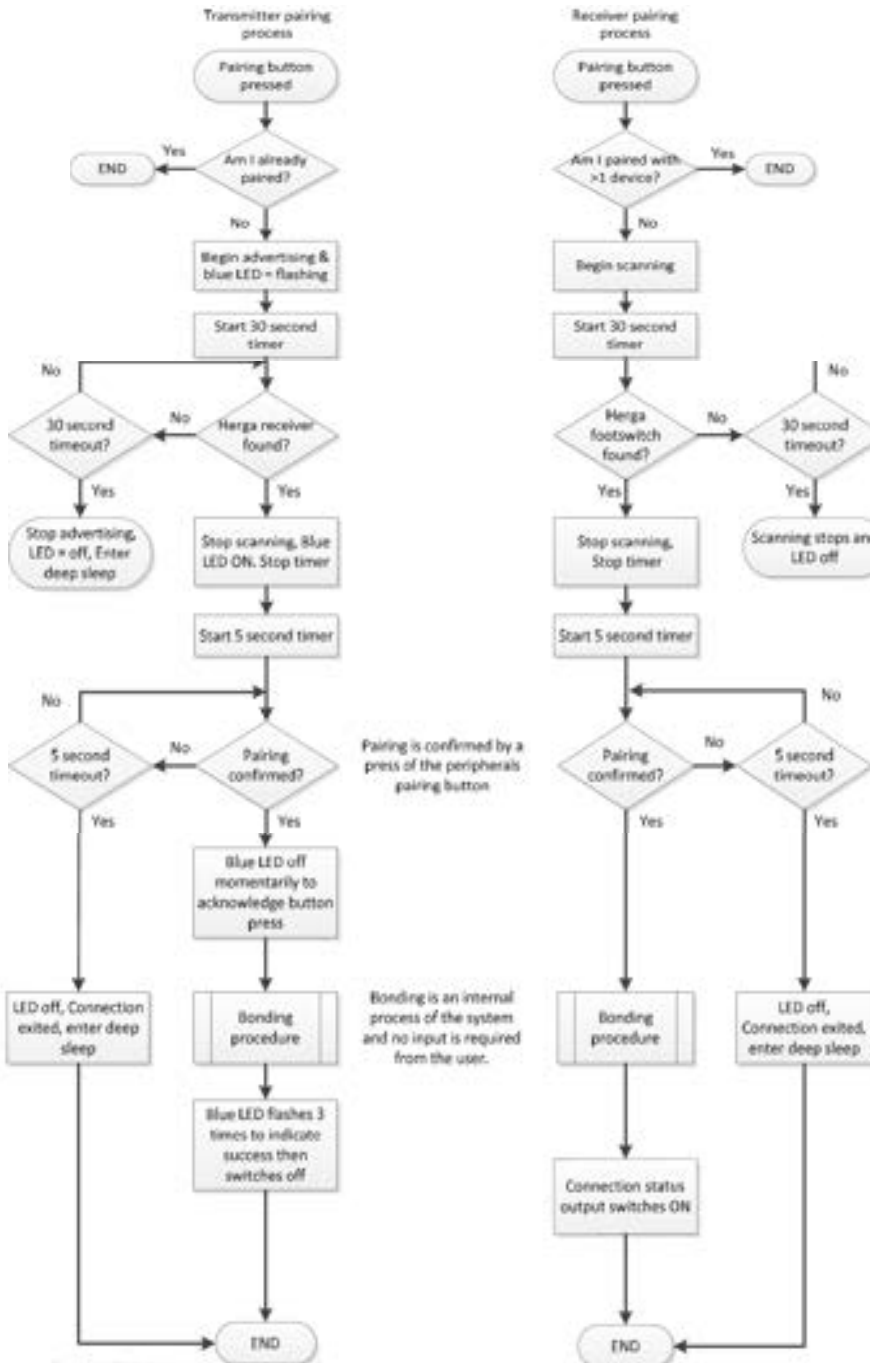 Transmitter pairing
process
Pairing button
pressed
Am I already
paired?
Yes
END
No
Begin advertising &
blue LED = flashing
Start 30 second
timer
No
30 second
timeout?
No
Herga receiver
found?
Yes
Yes
Stop advertising,
LED = off, Enter
deep sleep
Stop scanning, Blue
LED ON. Stop timer
Start 5 second timer
No
5 second
timeout?
No
Pairing
confirmed?
Yes
Yes
Blue LED off
momentarily to
acknowledge button
press
LED off, Connection
exited, enter deep
sleep
Bonding
procedure
Blue LED flashes 3
times to indicate
success then
switches off
END
Pairing is confirmed by a
press of the peripherals
pairing button
Bonding is an internal
process of the system
and no input is required
from the user.
Receiver pairing
process
Pairing button
pressed
Am I paired with
>1 device?
Yes
END
No
Begin scanning
Start 30 second
timer
Herga
footswitch
found?
No
30 second
timeout?
No
Yes
Yes
Stop scanning,
Stop timer
Scanning stops and
LED off
Start 5 second timer
No
Pairing
confirmed?
No
5 second
timeout?
Yes
Yes
Bonding
procedure
LED off,
Connection exited,
enter deep sleep
Connection status
output switches ON
END